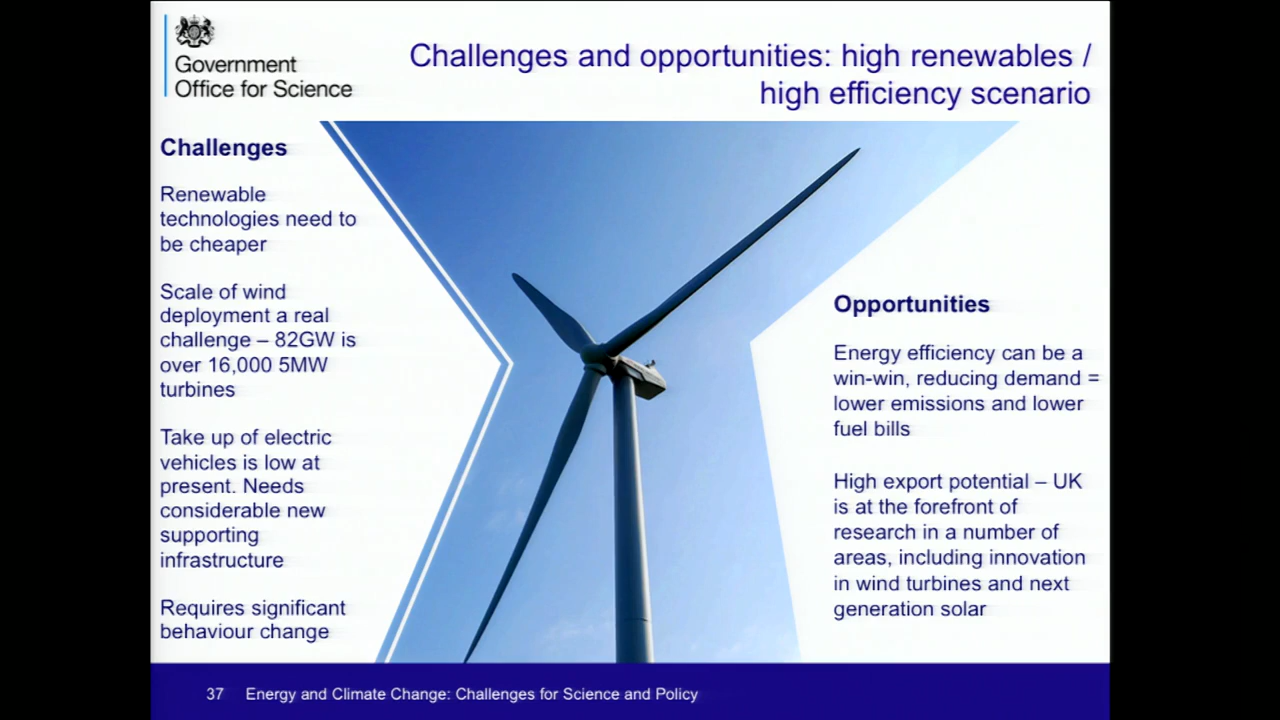 Government
Office for Science
Challenges and opportunities: high renewables /
high efficiency scenario
Challenges
Renewable
technologies need to
be cheaper
Scale of wind
deployment a real
challenge – 82GW is
over 16,000 5MW
turbines
Take up of electric
vehicles is low at
present. Needs
considerable new
supporting
infrastructure
Requires significant
behaviour change
Opportunities
Energy efficiency can be a
win-win, reducing demand =
lower emissions and lower
fuel bills
High export potential – UK
is at the forefront of
research in a number of
areas, including innovation
in wind turbines and next
generation solar
37 Energy and Climate Change: Challenges for Science and Policy